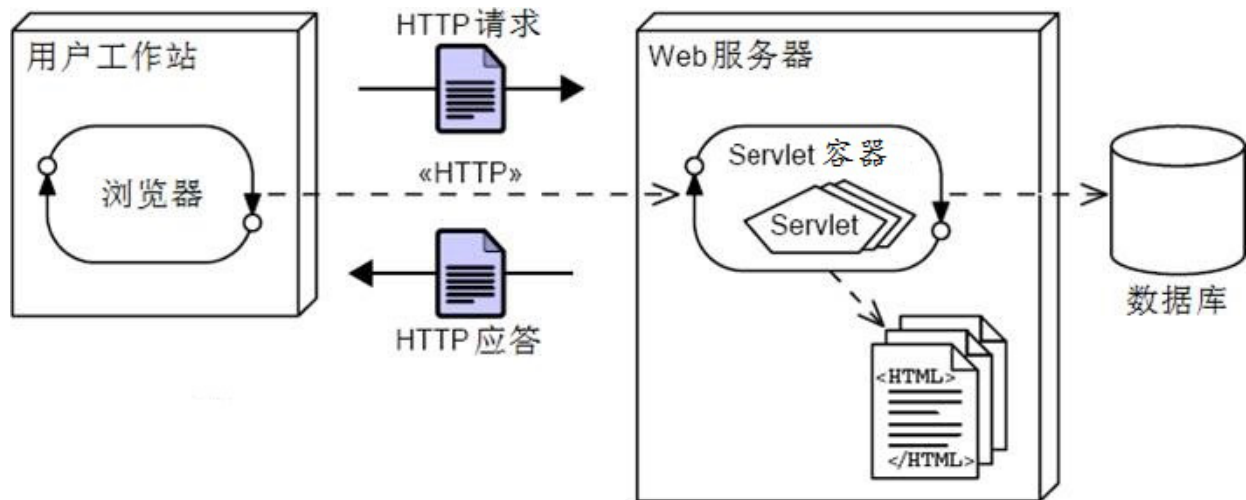 用户工作站
浏览器
HTTP请求
«HTTP»
HTTP应答
Web服务器
Servlet 容器
Servlet
<HTML>
</HTML>
数据库